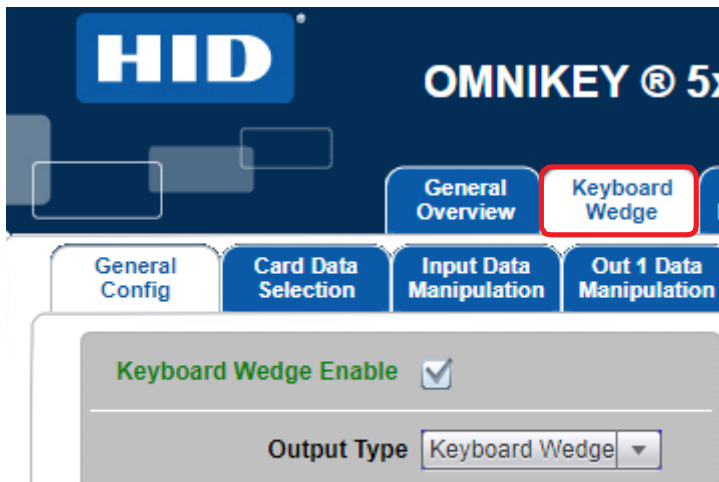 HID
OMNIKEY ® 5x
General
Overview
Keyboard
Wedge
General
Config
Card Data
Selection
Input Data
Manipulation
Out 1 Data
Manipulation
Keyboard Wedge Enable
Output Type Keyboard Wedge